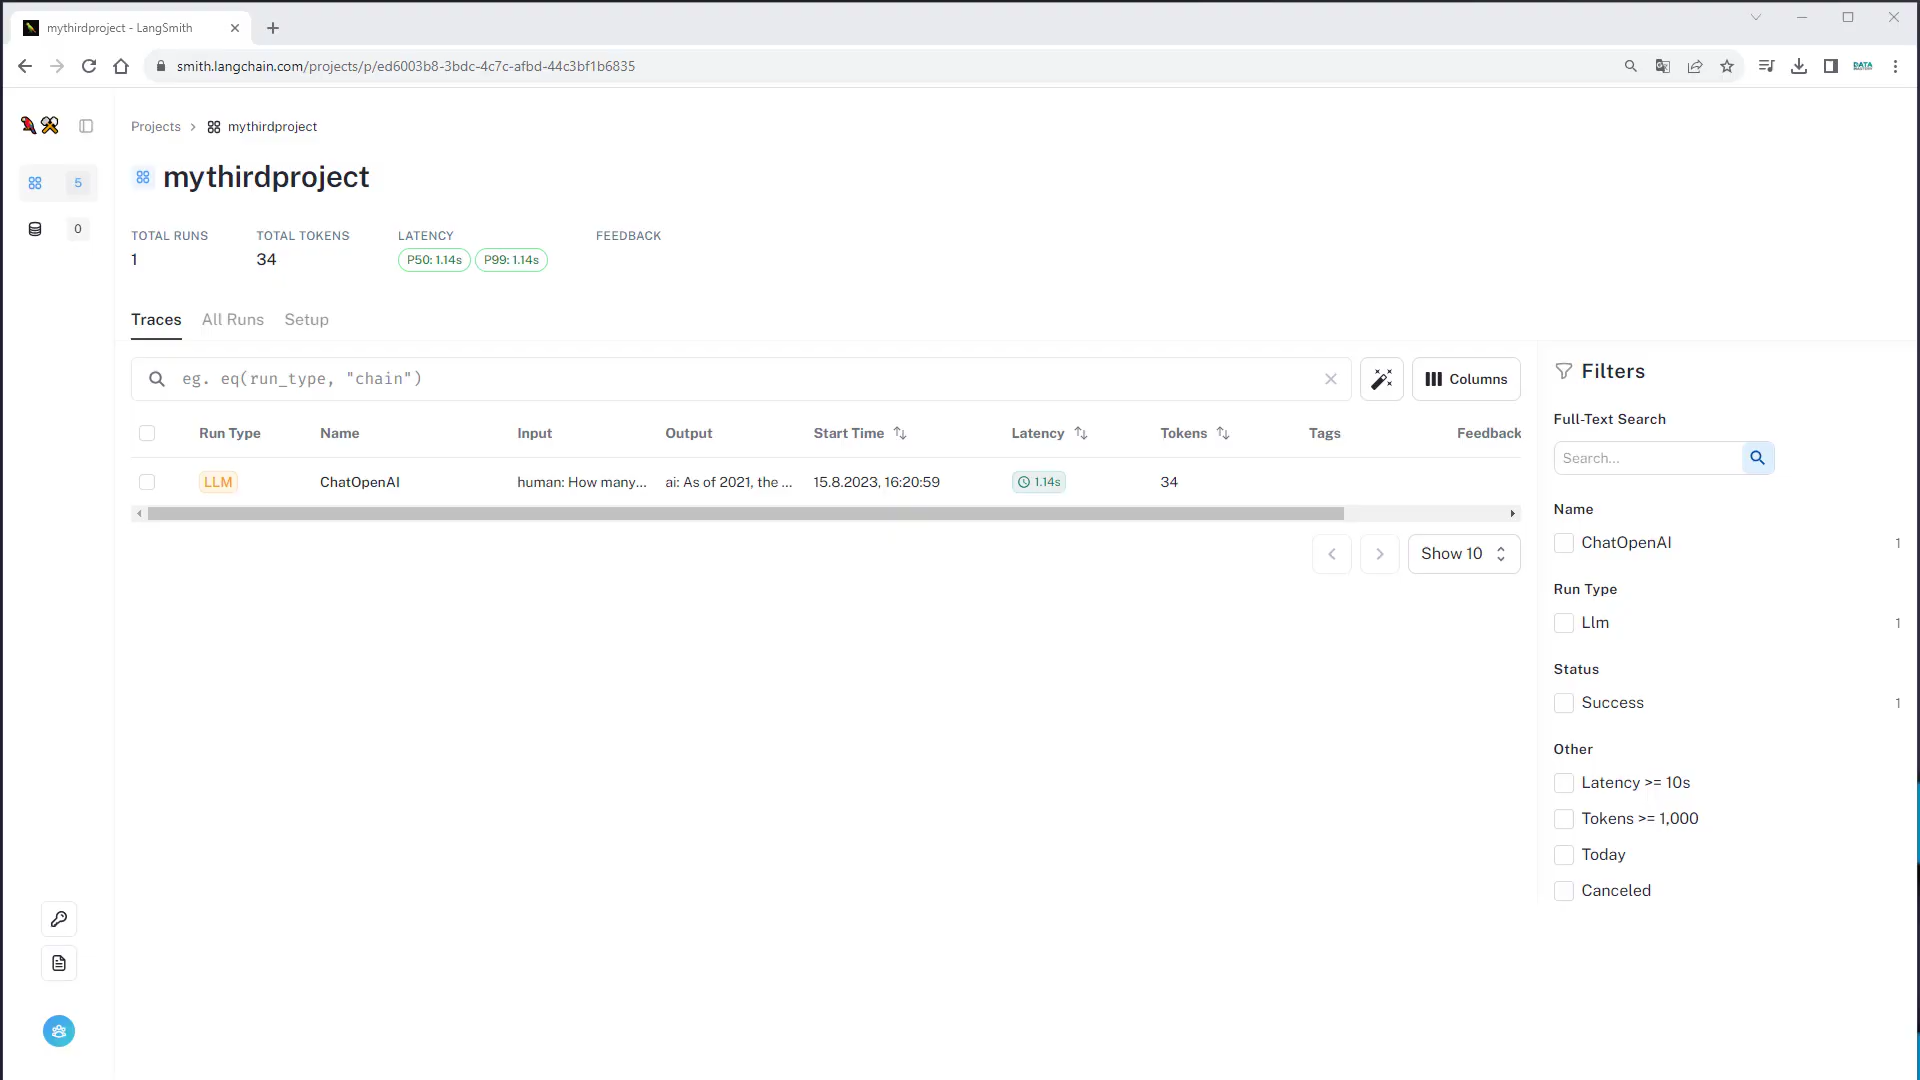 mythirdproject - LangSmith
smith.langchain.com/projects/p/ed6003b8-3bdc-4c7c-afbd-44c3bf1b6835
DATA
Projects > mythirdproject
5
0
mythirdproject
TOTAL RUNS TOTAL TOKENS LATENCY FEEDBACK
1 34 P50: 1.14s P99: 1.14s
Traces All Runs Setup
eg. eq(run_type, "chain")
Columns
Run Type Name Input Output Start Time Latency Tokens Tags Feedback
LLM ChatOpenAI human: How many... ai: As of 2021, the ... 15.8.2023, 16:20:59 1.14s 34
Show 10
Filters
Full-Text Search
Search...
Name
ChatOpenAI 1
Run Type
Llm 1
Status
Success 1
Other
Latency >= 10s
Tokens >= 1,000
Today
Canceled